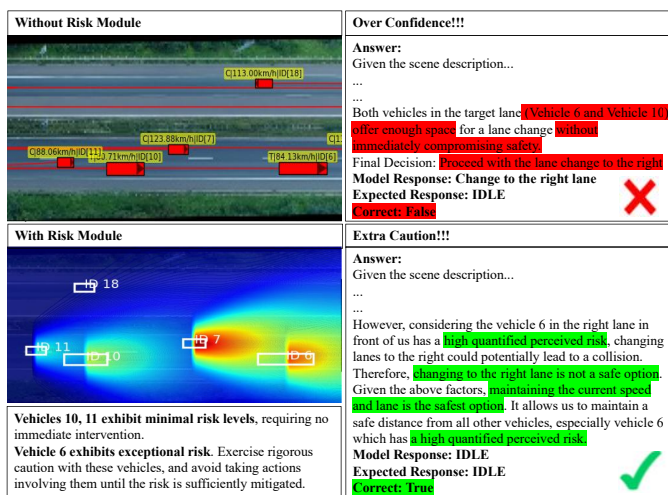 Without Risk Module
C|113.00km/h|ID[18]
C|123.88km/h|ID[7]
C|88.06km/h|ID[11]
.71km/h|ID[10]
T|84.13km/h|ID[6]
Over Confidence!!!
Answer:
Given the scene description...
...
...
Both vehicles in the target lane (Vehicle 6 and Vehicle 10)
offer enough space for a lane change without
immediately compromising safety.
Final Decision: Proceed with the lane change to the right
Model Response: Change to the right lane
Expected Response: IDLE
Correct: False
With Risk Module
ID 18
ID 11
ID 10
ID 7
ID 6
Vehicles 10, 11 exhibit minimal risk levels, requiring no
immediate intervention.
Vehicle 6 exhibits exceptional risk. Exercise rigorous
caution with these vehicles, and avoid taking actions
involving them until the risk is sufficiently mitigated.
Extra Caution!!!
Answer:
Given the scene description...
...
...
However, considering the vehicle 6 in the right lane in
front of us has a high quantified perceived risk, changing
lanes to the right could potentially lead to a collision.
Therefore, changing to the right lane is not a safe option.
Given the above factors, maintaining the current speed
and lane is the safest option. It allows us to maintain a
safe distance from all other vehicles, especially vehicle 6
which has a high quantified perceived risk.
Model Response: IDLE
Expected Response: IDLE
Correct: True